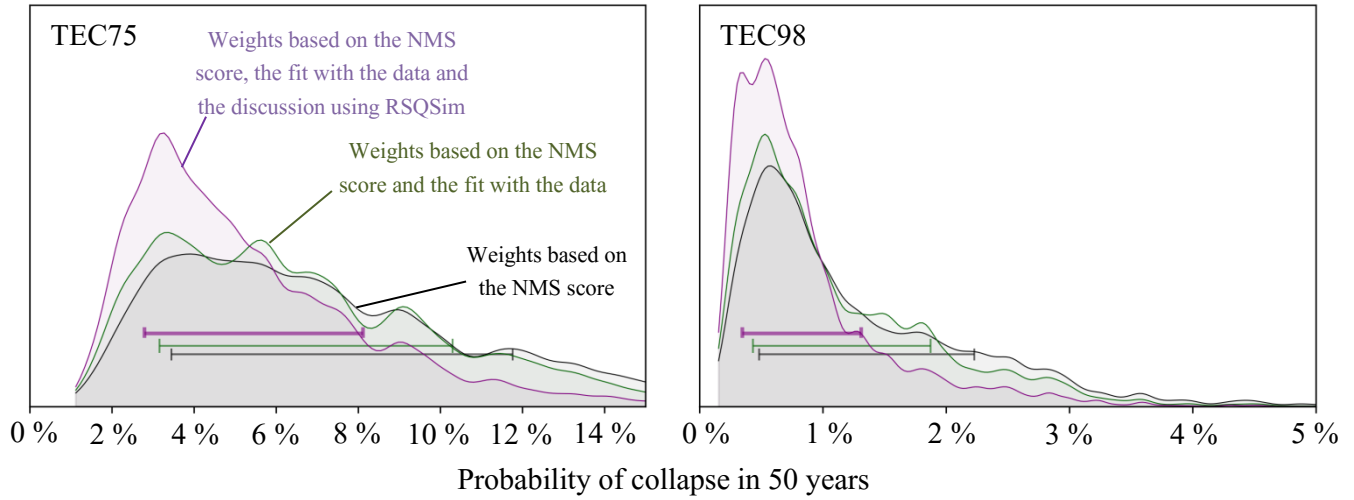 TEC75
Weights based on the NMS
score, the fit with the data and
the discussion using RSQSim
Weights based on the NMS
score and the fit with the data
Weights based on
the NMS score
0 % 2 % 4 % 6 % 8 % 10 % 12 % 14 %
TEC98
0 % 1 % 2 % 3 % 4 % 5 %
Probability of collapse in 50 years